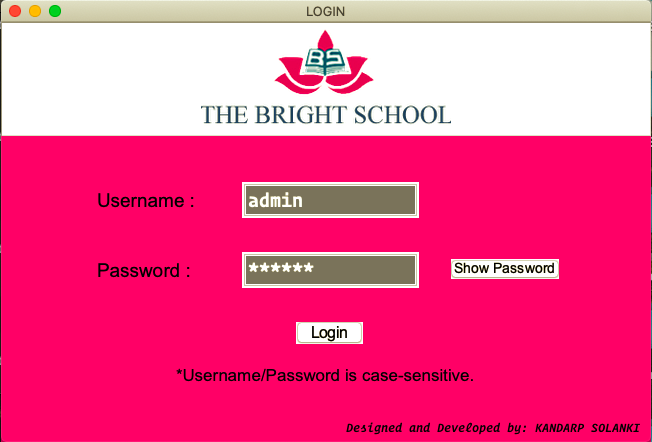 LOGIN
BS
THE BRIGHT SCHOOL
Username :
admin
Password :
******
Show Password
Login
*Username/Password is case-sensitive.
Designed and Developed by: KANDARP SOLANKI